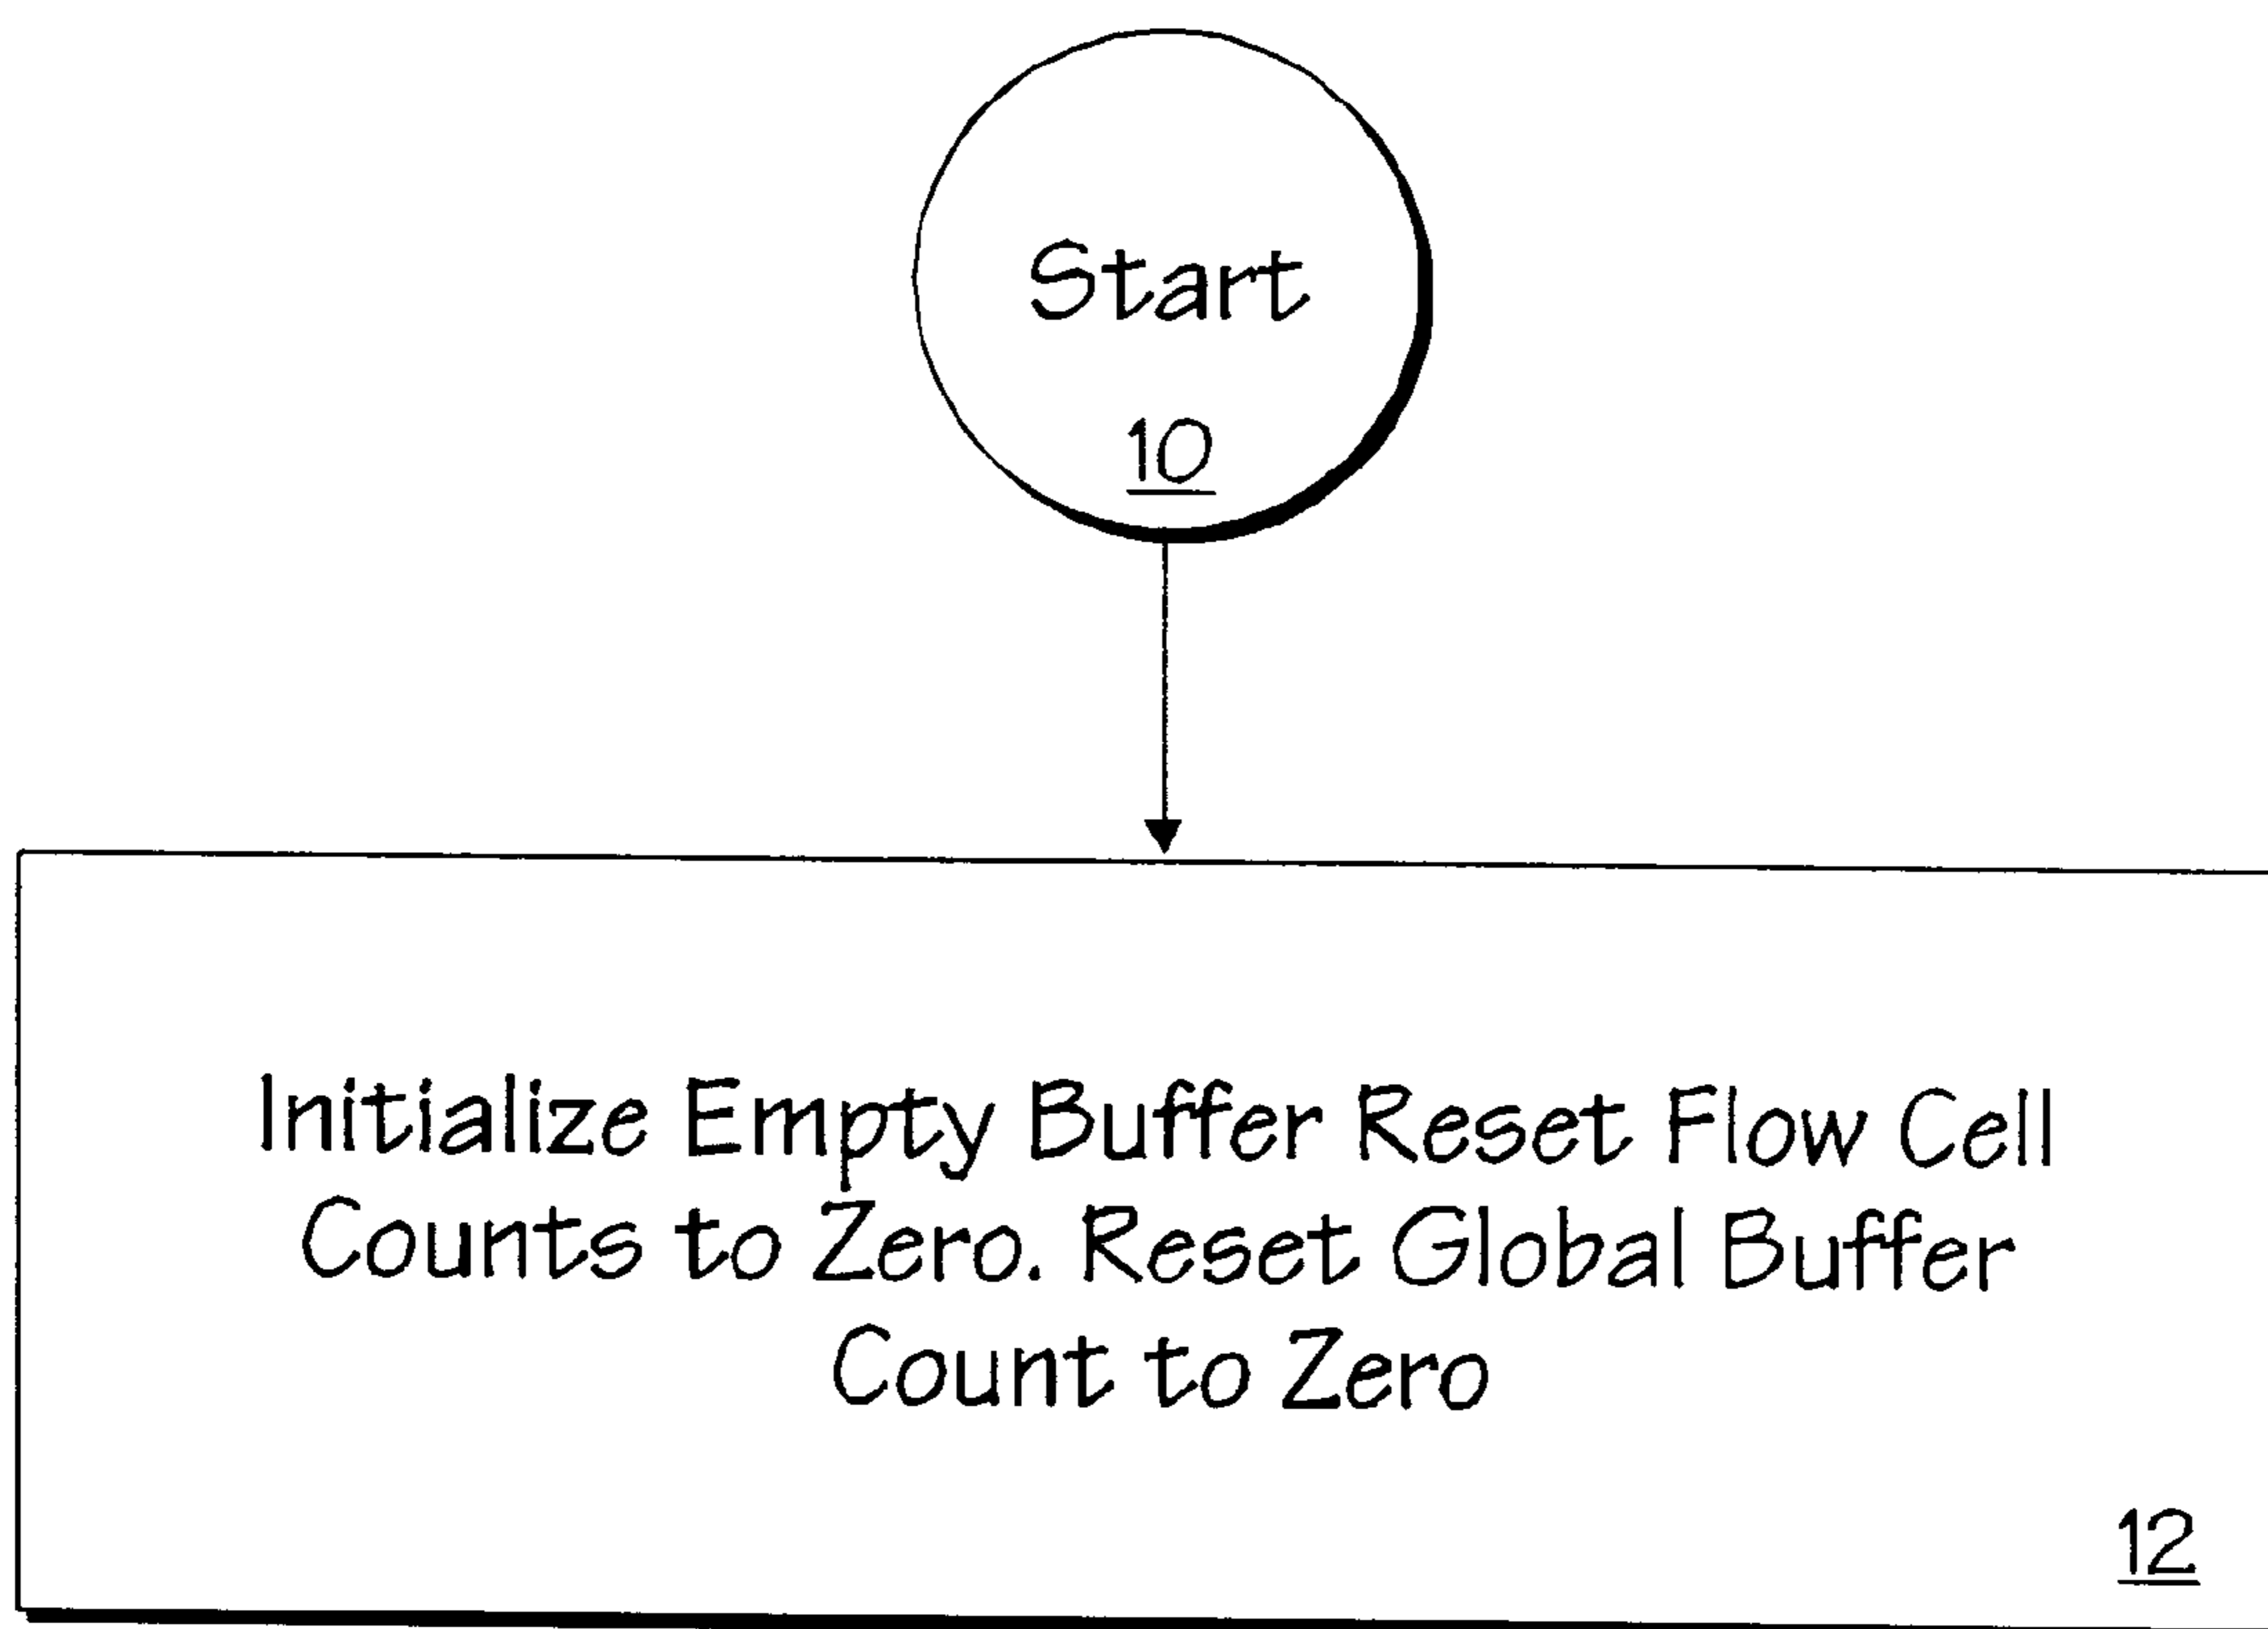 Start
10
Initialize Empty Buffer Reset Flow Cell
Counts to Zero. Reset Global Buffer
Count to Zero
12